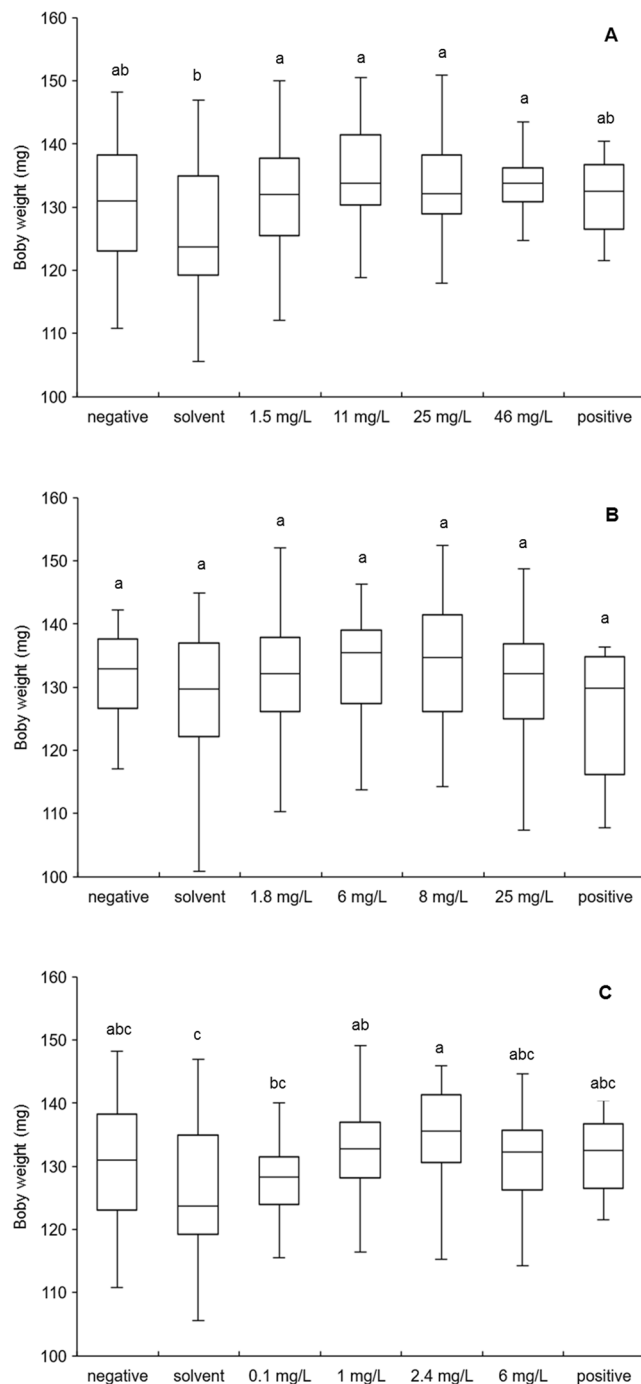 160
A
a
a
a
ab
150
b
a
ab
140
Boby weight (mg)
130
120
110
100
negative solvent 1.5 mg/L 11 mg/L 25 mg/L 46 mg/L positive
160
B
a
a
150
a
a
a
a
a
140
Boby weight (mg)
130
120
110
100
negative solvent 1.8 mg/L 6 mg/L 8 mg/L 25 mg/L positive
160
C
abc
ab
150
c
a
abc
bc
abc
140
Boby weight (mg)
130
120
110
100
negative solvent 0.1 mg/L 1 mg/L 2.4 mg/L 6 mg/L positive